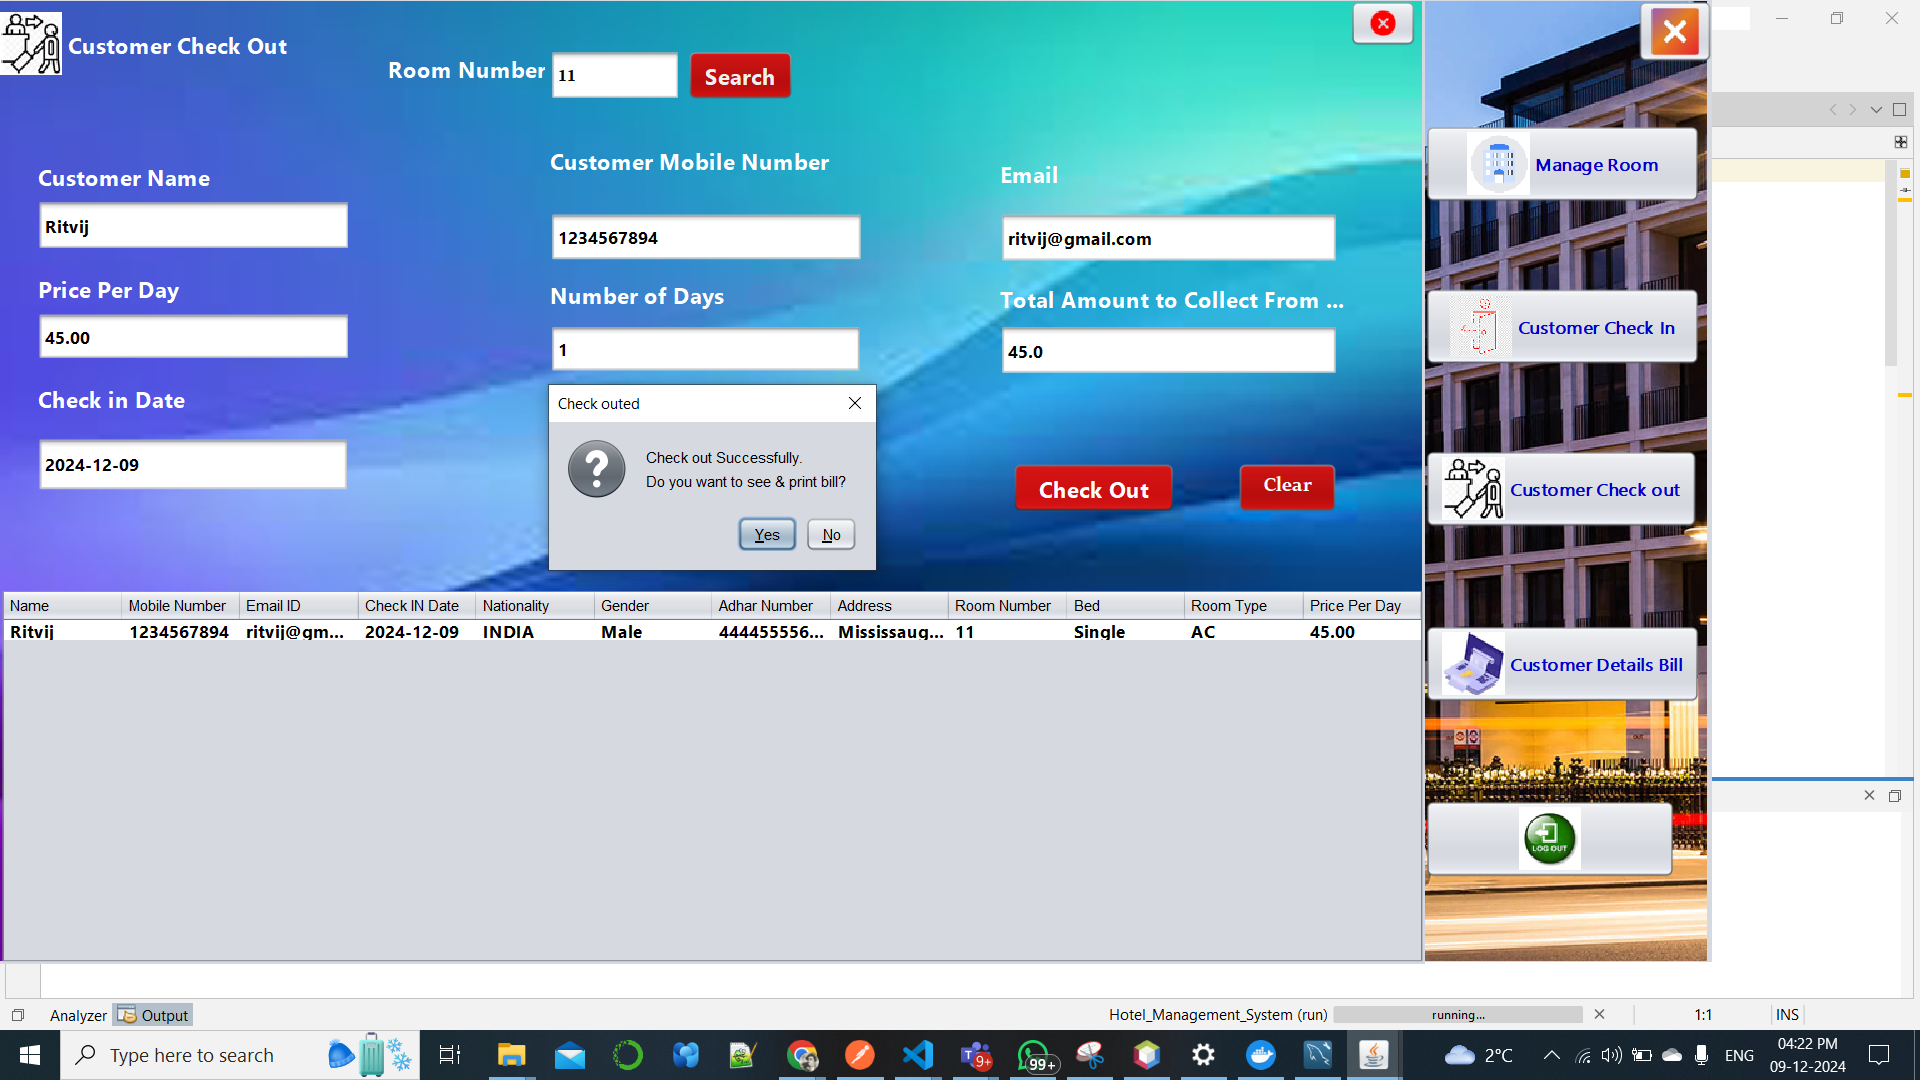 Customer Check Out
Room Number
11
Search
Customer Name
Customer Mobile Number
Email
Ritvij
1234567894
ritvij@gmail.com
Price Per Day
Number of Days
Total Amount to Collect From ...
45.00
1
45.0
Check in Date
2024-12-09
Check outed
Check out Successfully.
Do you want to see & print bill?
Yes
No
Check Out
Clear
Name Mobile Number Email ID Check IN Date Nationality Gender Adhar Number Address Room Number Bed Room Type Price Per Day
Ritvij 1234567894 ritvij@gm... 2024-12-09 INDIA Male 444455556... Mississaug... 11 Single AC 45.00
Manage Room
Customer Check In
Customer Check out
Customer Details Bill
LOG OUT
Analyzer
Output
Hotel_Management_System (run)
running...
1:1
INS
Type here to search
9+
99+
2°C
ENG
04:22 PM
09-12-2024